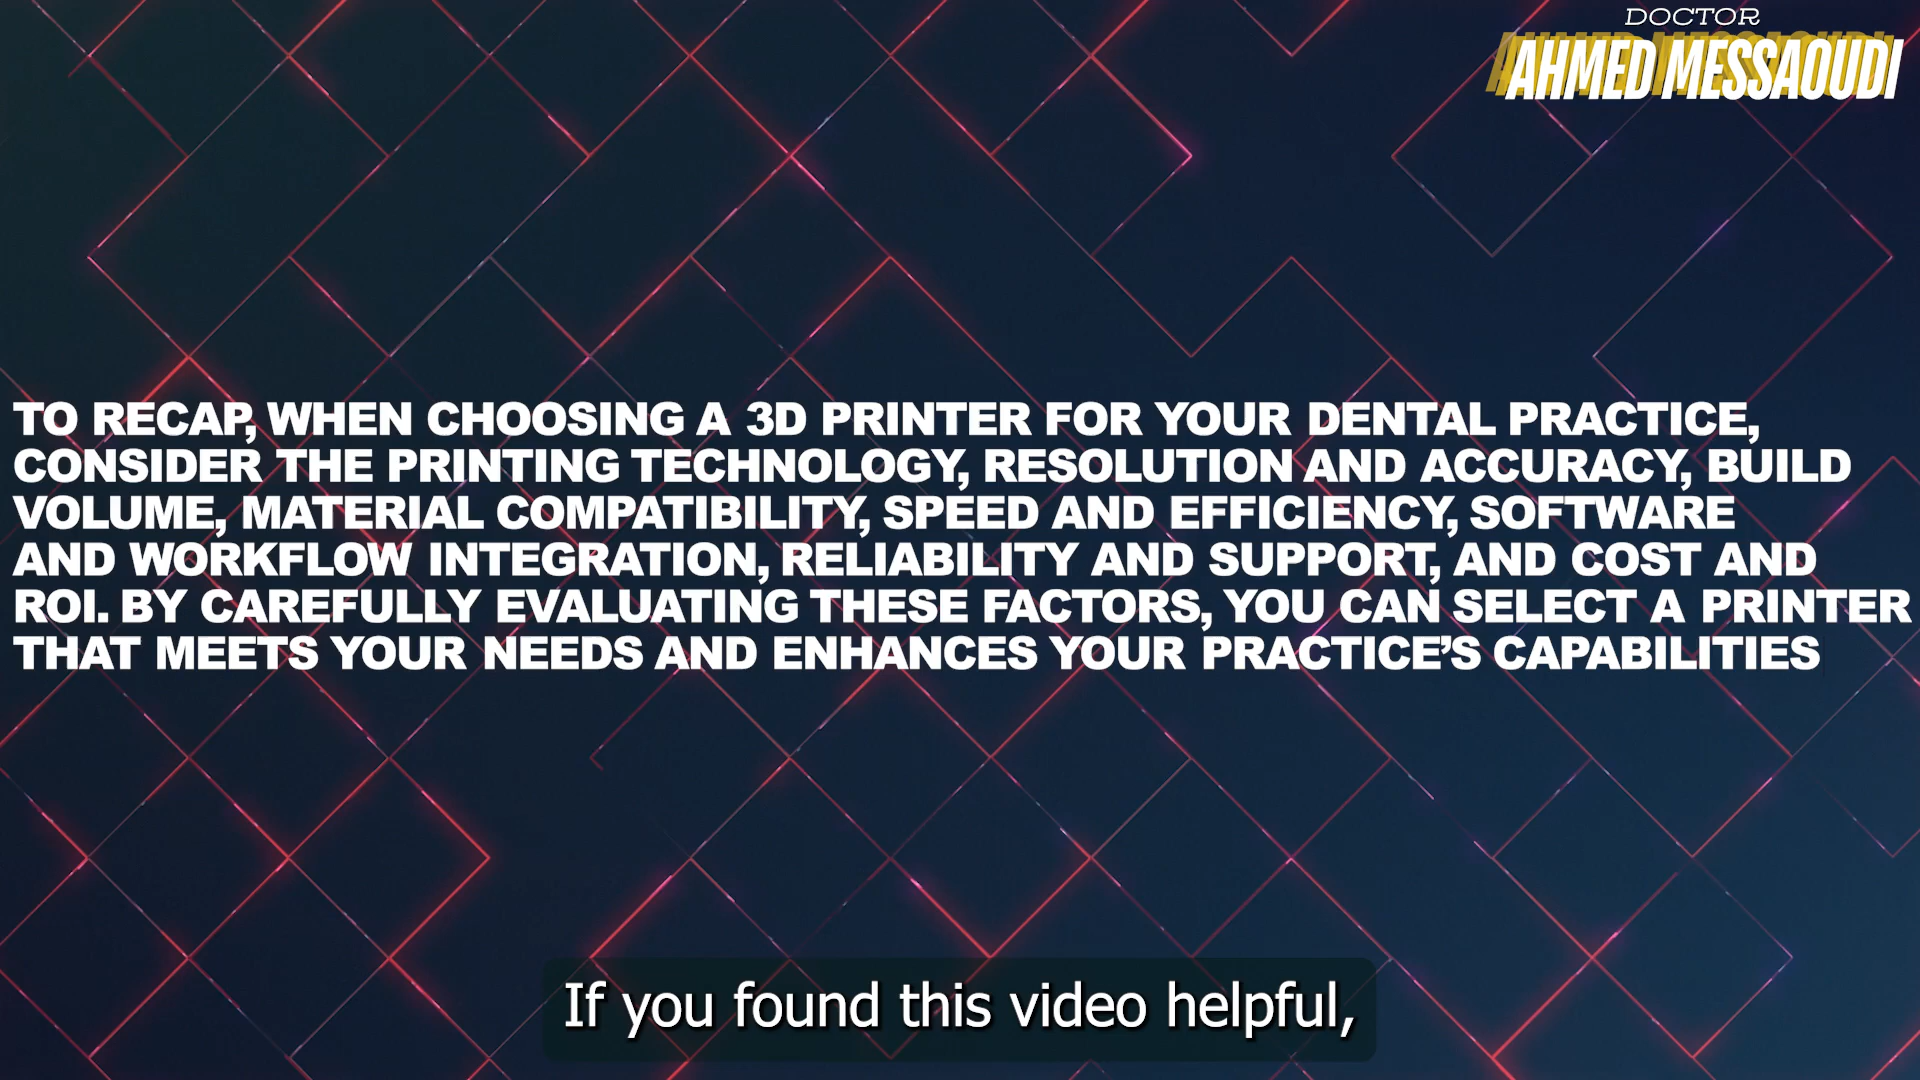 DOCTOR
AHMED MESSAOUDI
TO RECAP, WHEN CHOOSING A 3D PRINTER FOR YOUR DENTAL PRACTICE,
CONSIDER THE PRINTING TECHNOLOGY, RESOLUTION AND ACCURACY, BUILD
VOLUME, MATERIAL COMPATIBILITY, SPEED AND EFFICIENCY, SOFTWARE
AND WORKFLOW INTEGRATION, RELIABILITY AND SUPPORT, AND COST AND
ROI. BY CAREFULLY EVALUATING THESE FACTORS, YOU CAN SELECT A PRINTER
THAT MEETS YOUR NEEDS AND ENHANCES YOUR PRACTICE’S CAPABILITIES
If you found this video helpful,